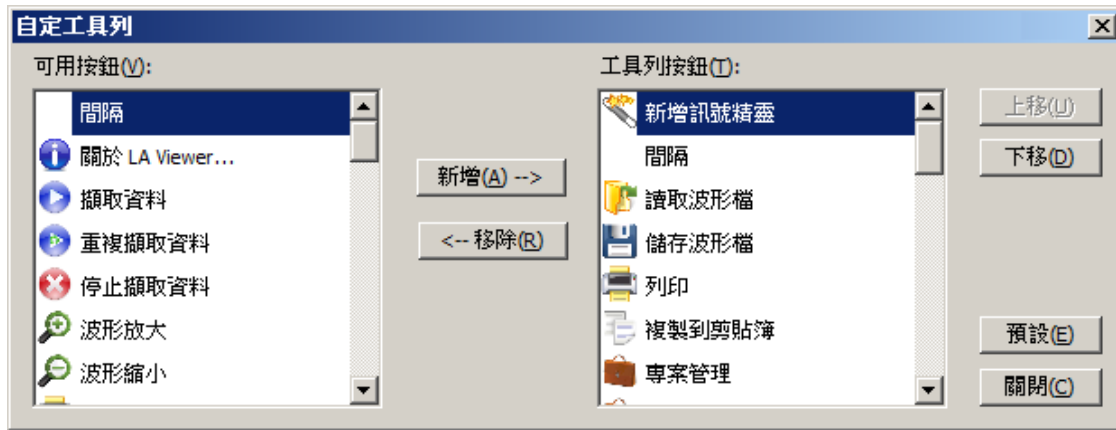 自定工具列
可用按鈕(V):
間隔
關於 LA Viewer...
擷取資料
重複擷取資料
停止擷取資料
波形放大
波形縮小
新增(A) -->
<-- 移除(R)
工具列按鈕(T):
新增訊號精靈
間隔
讀取波形檔
儲存波形檔
列印
複製到剪貼簿
專案管理
上移(U)
下移(D)
預設(E)
關閉(C)